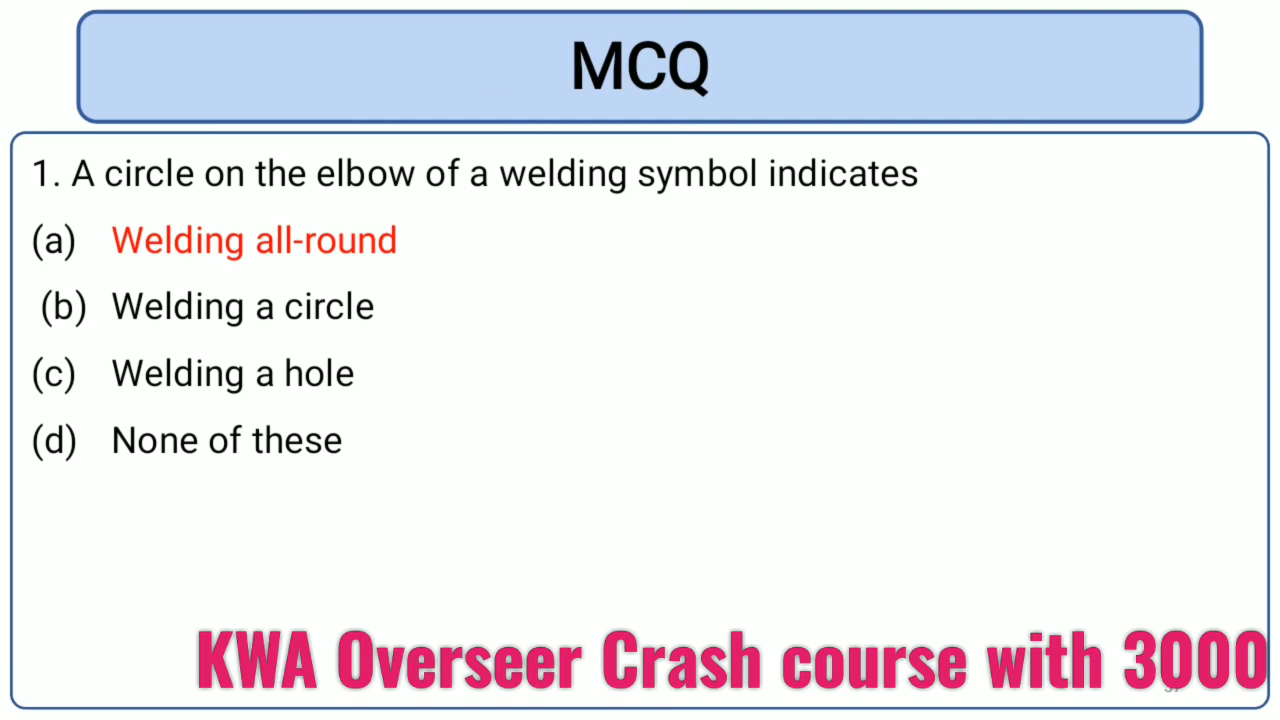 MCQ
1. A circle on the elbow of a welding symbol indicates
(a) Welding all-round
(b) Welding a circle
(c) Welding a hole
(d) None of these
KWA Overseer Crash course with 3000